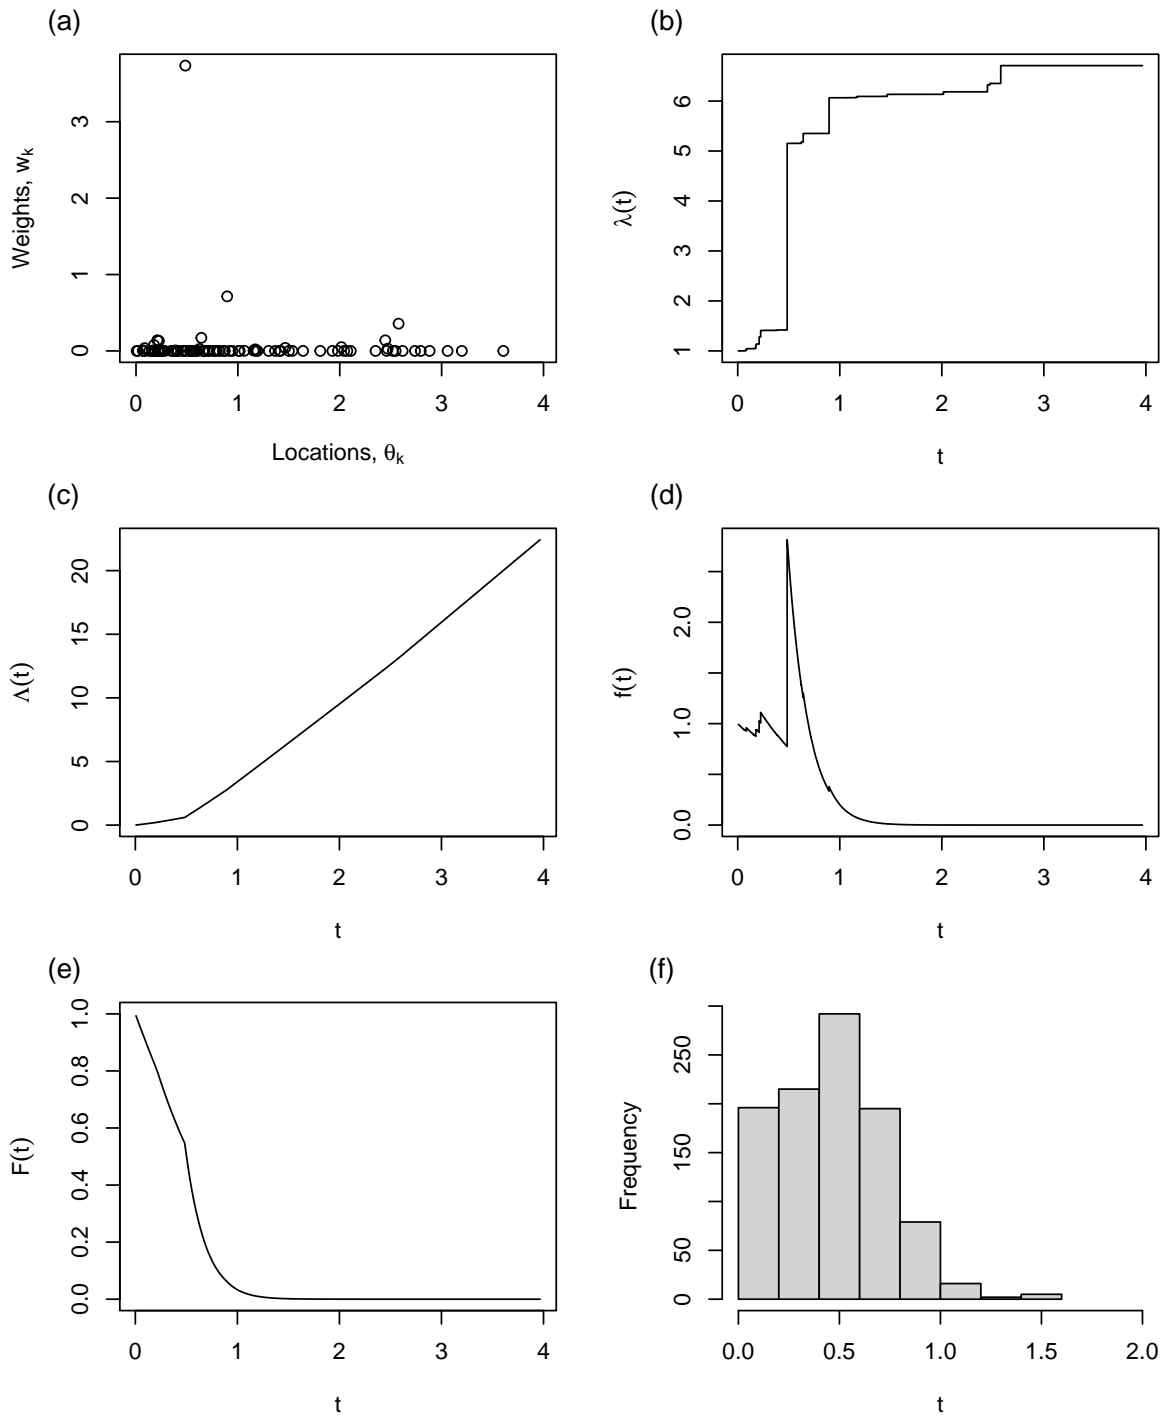 (a)
Weights, wk
0 1 2 3
0 1 2 3 4
Locations, θk
(b)
λ(t)
1 2 3 4 5 6
0 1 2 3 4
t
(c)
Λ(t)
0 5 10 15 20
0 1 2 3 4
t
(d)
f(t)
0.0 1.0 2.0
0 1 2 3 4
t
(e)
F(t)
0.0 0.2 0.4 0.6 0.8 1.0
0 1 2 3 4
t
(f)
Frequency
0 50 150 250
0.0 0.5 1.0 1.5 2.0
t